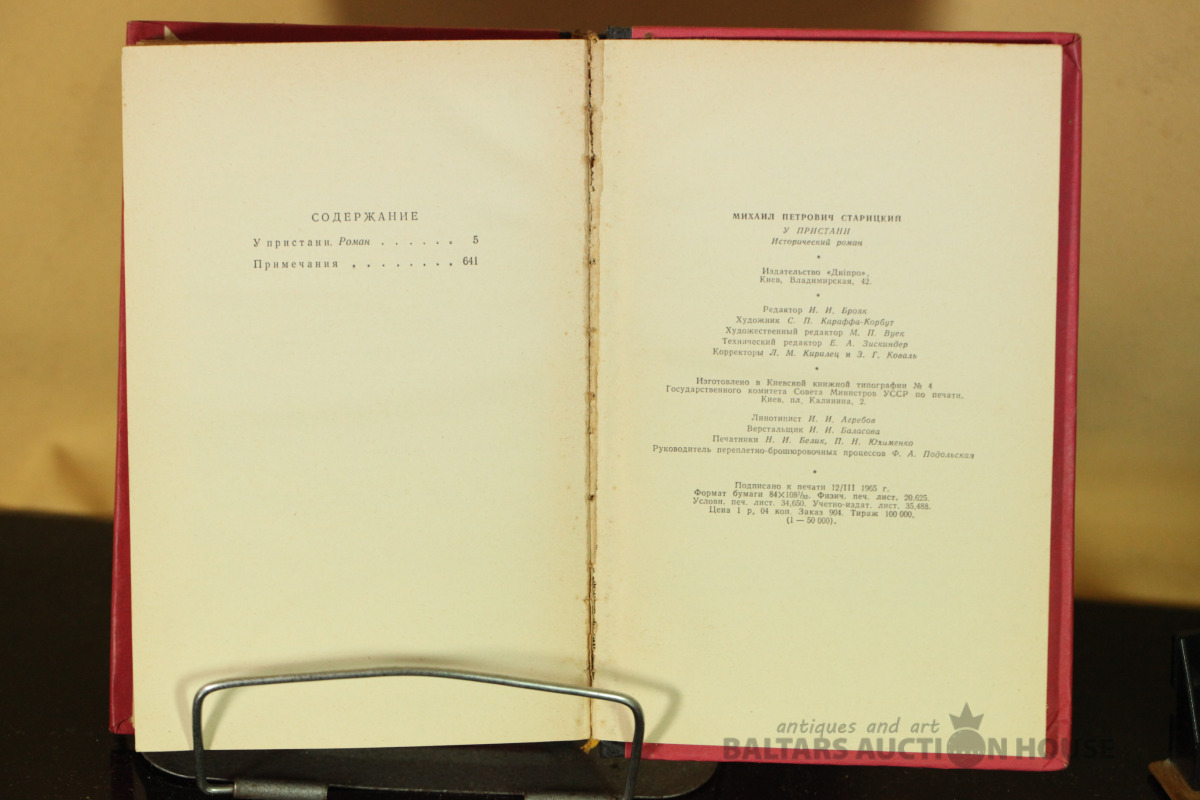 СОДЕРЖАНИЕ
У пристани. Роман . . . . . . 5
Примечания . . . . . . . . 641
МИХАИЛ ПЕТРОВИЧ СТАРИЦКИЙ
У ПРИСТАНИ
Исторический роман
*
Издательство «Дніпро»,
Киев, Владимирская, 42.
*
Редактор И. И. Брояк
Художник С. П. Караффа-Корбут
Художественный редактор М. П. Вуек
Технический редактор Е. А. Зискиндер
Корректоры Л. М. Кирилец и З. Г. Коваль
*
Изготовлено в Киевской книжной типографии № 4
Государственного комитета Совета Министров УССР по печати.
Киев, пл. Калинина, 2.
Линотипист И. И. Агребов
Верстальщик И. И. Баласова
Печатники Н. И. Белик, П. Н. Юхименко
Руководитель переплетно-брошюровочных процессов Ф. А. Подольская
*
Подписано к печати 12/III 1965 г.
Формат бумаги 84×108¹/₃₂. Физич. печ. лист. 20,625.
Условн. печ. лист. 34,650. Учетно-издат. лист. 35,488.
Цена 1 р. 04 коп. Заказ 904. Тираж 100 000.
(1 — 50 000).
antiques and art
BALTARS AUCTION HOUSE